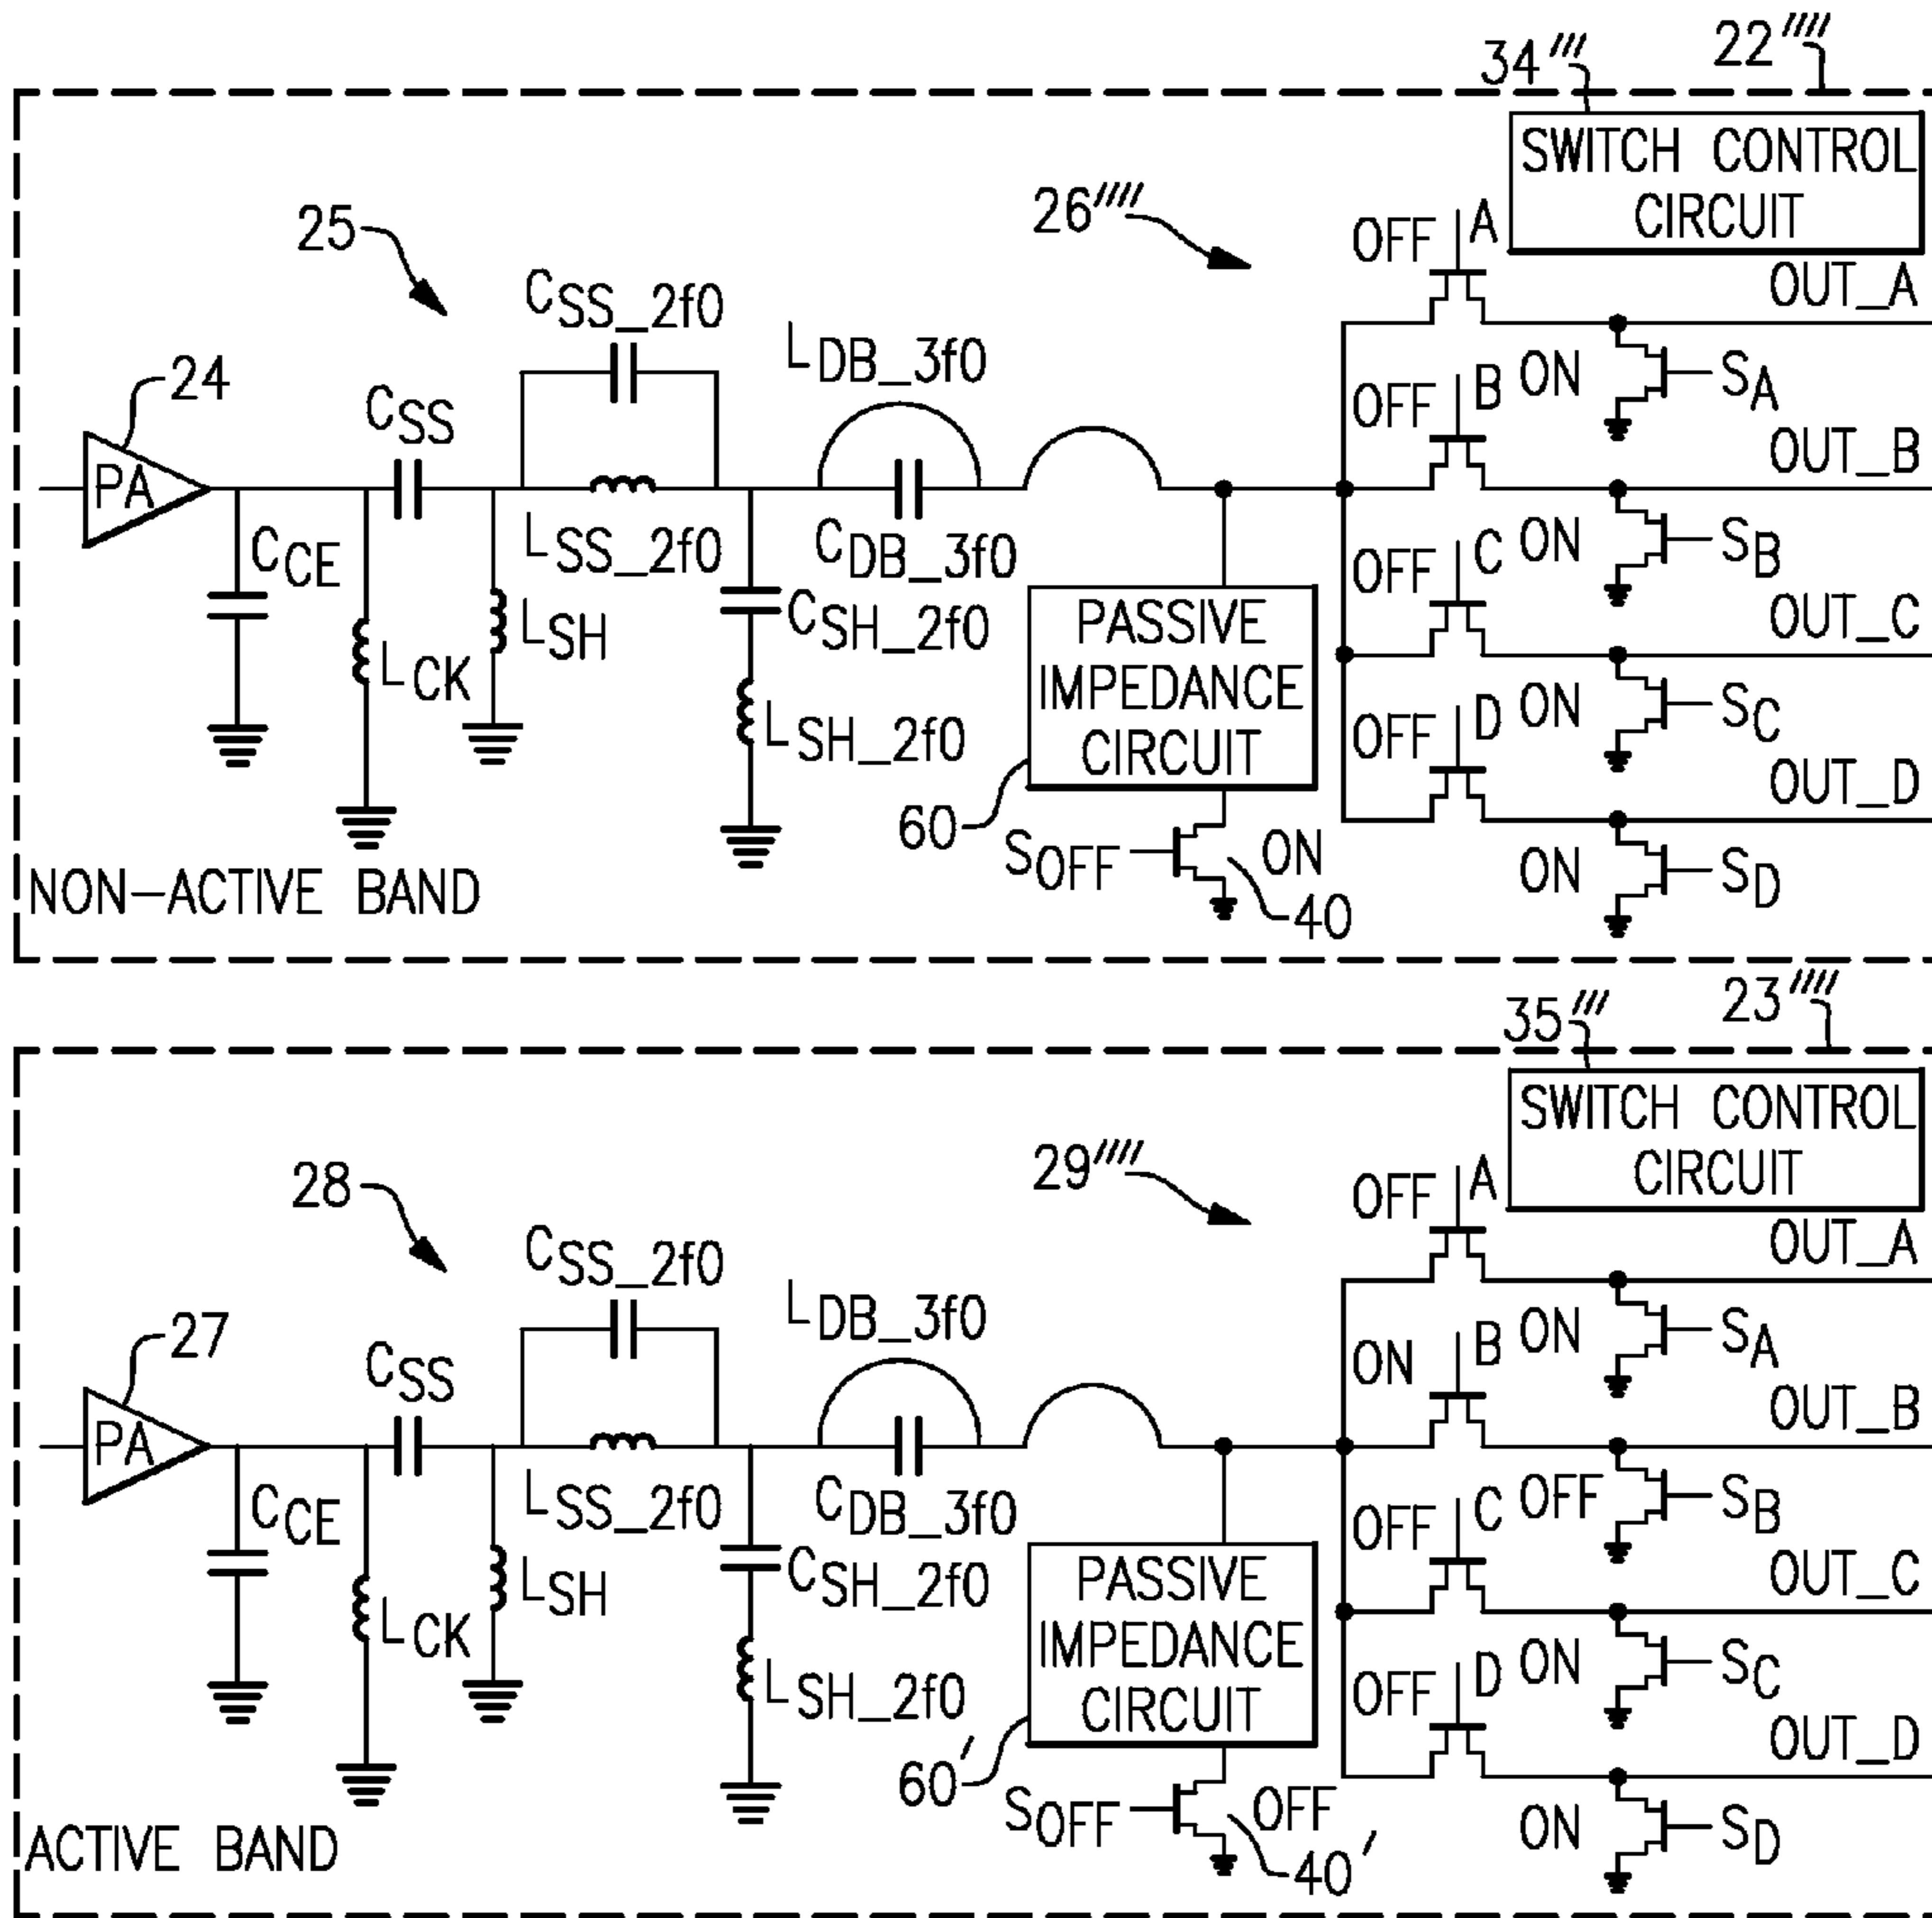 22''''
34'''
SWITCH CONTROL
CIRCUIT
25
26''''
OFF
A
OUT_A
CSS_2f0
LDB_3f0
24
CSS
PA
OFF
B
ON
SA
OUT_B
CCE
LSS_2f0
CDB_3f0
OFF
C
ON
SB
OUT_C
LCK
LSH
CSH_2f0
PASSIVE
IMPEDANCE
CIRCUIT
LSH_2f0
OFF
D
ON
SC
OUT_D
60
SOFF
ON
40
ON
SD
NON-ACTIVE BAND
23''''
35'''
SWITCH CONTROL
CIRCUIT
28
29''''
OFF
A
OUT_A
CSS_2f0
LDB_3f0
27
CSS
PA
ON
B
ON
SA
OUT_B
CCE
LSS_2f0
CDB_3f0
OFF
C
OFF
SB
OUT_C
LCK
LSH
CSH_2f0
PASSIVE
IMPEDANCE
CIRCUIT
LSH_2f0
OFF
D
ON
SC
OUT_D
60'
SOFF
OFF
40'
ON
SD
ACTIVE BAND